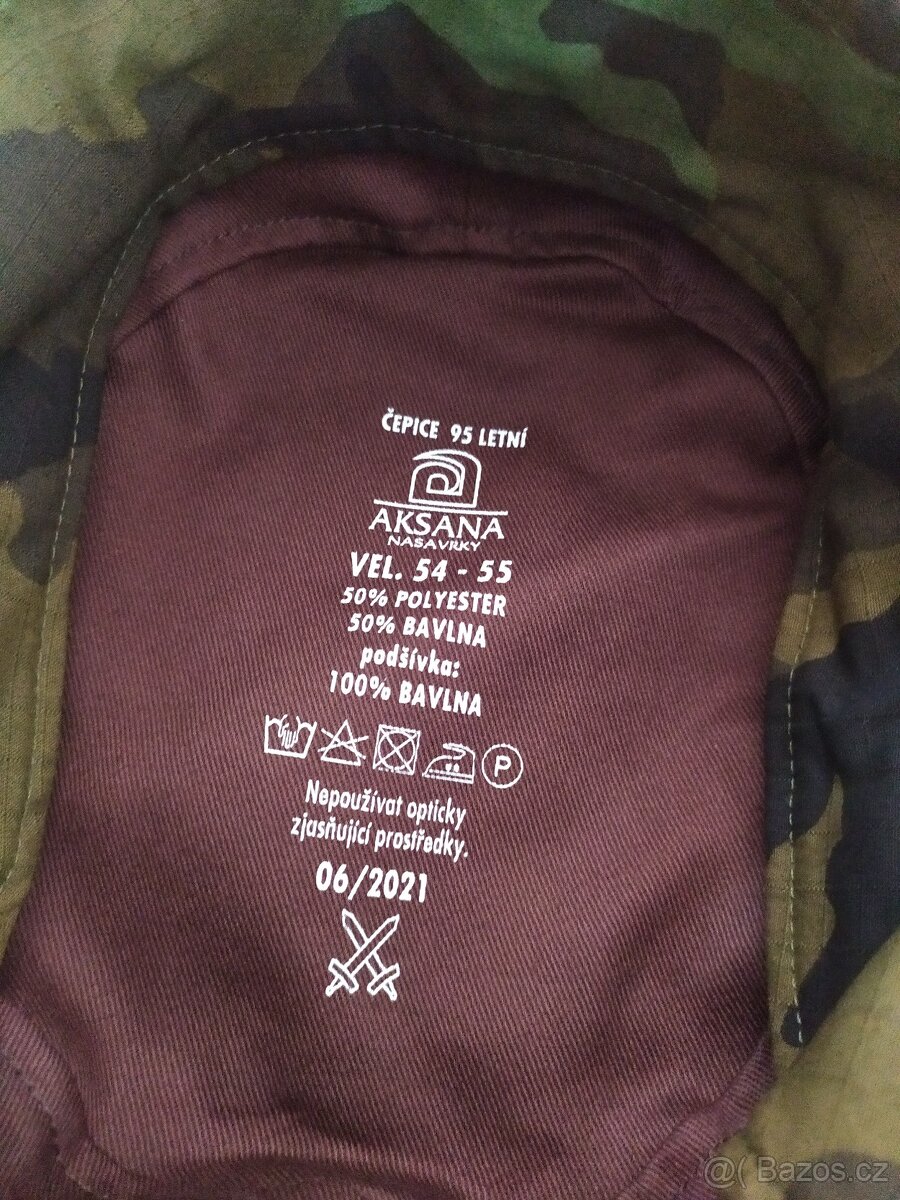 ČEPICE 95 LETNÍ
AKSANA
NASAVRKY
VEL. 54 - 55
50% POLYESTER
50% BAVLNA
podšívka:
100% BAVLNA
P
Nepoužívat opticky
zjasňující prostředky.
06/2021
@( Bazos.cz